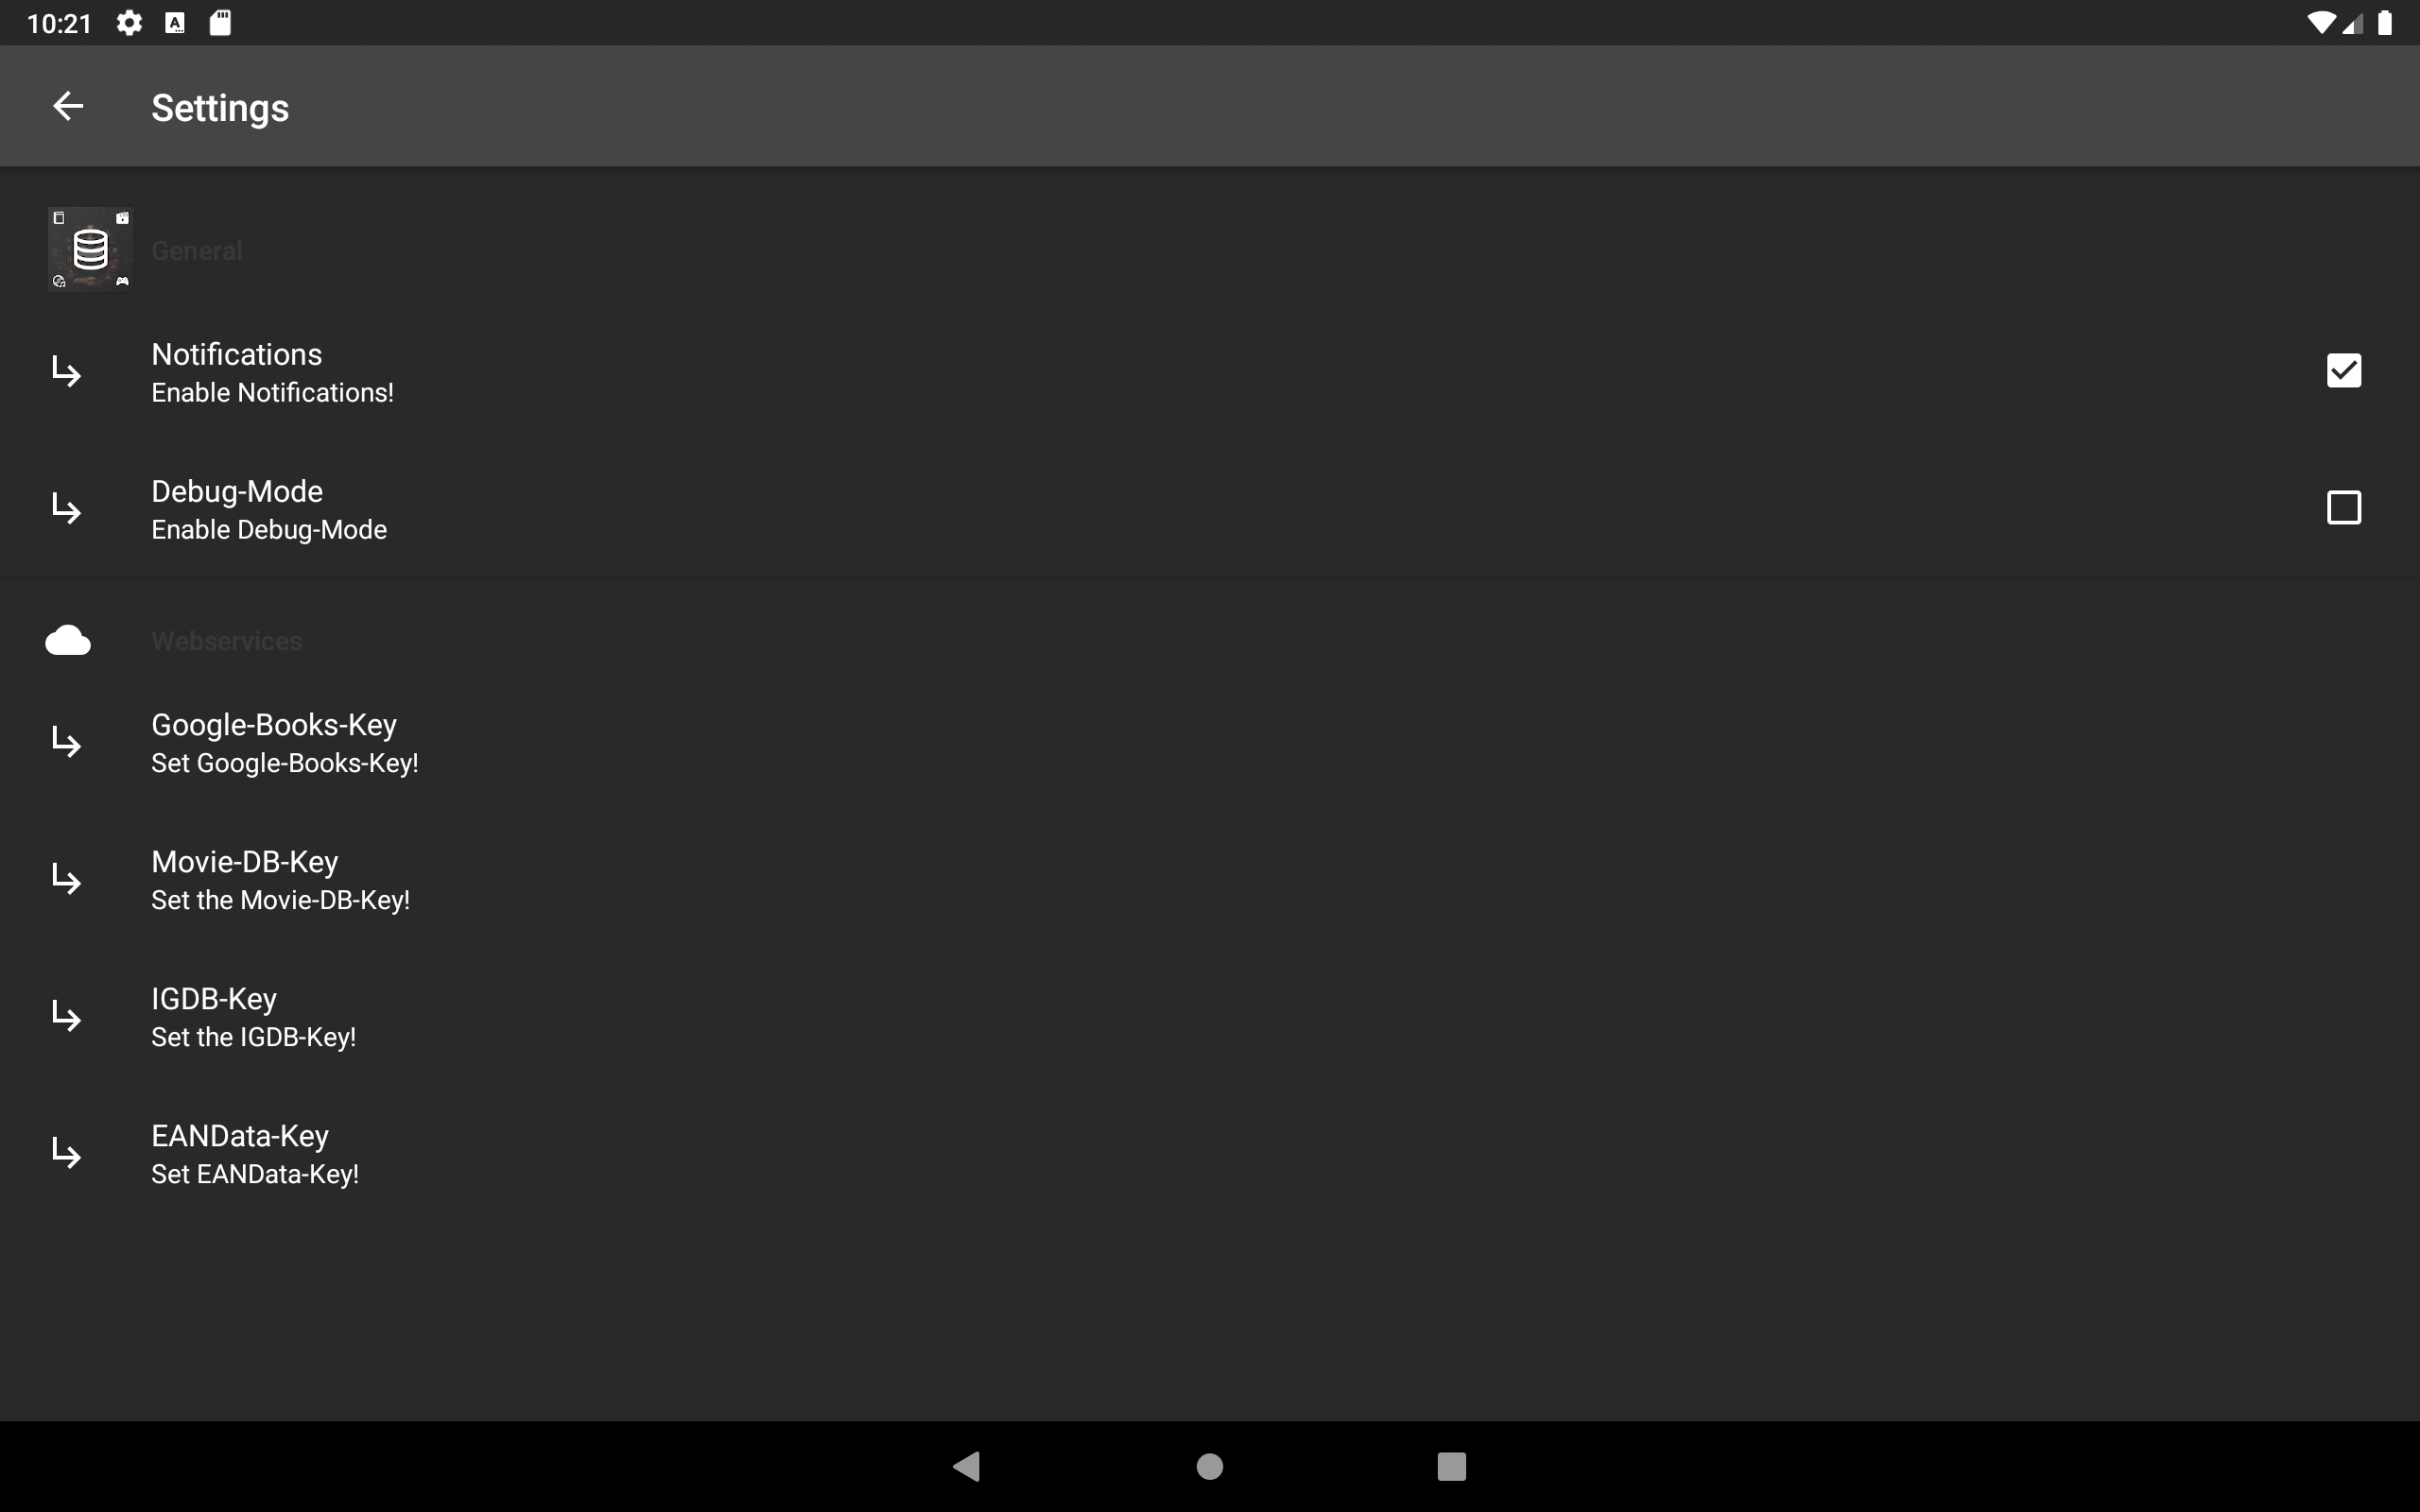 10:21
Settings
General
Notifications
Enable Notifications!
Debug-Mode
Enable Debug-Mode
Webservices
Google-Books-Key
Set Google-Books-Key!
Movie-DB-Key
Set the Movie-DB-Key!
IGDB-Key
Set the IGDB-Key!
EANData-Key
Set EANData-Key!